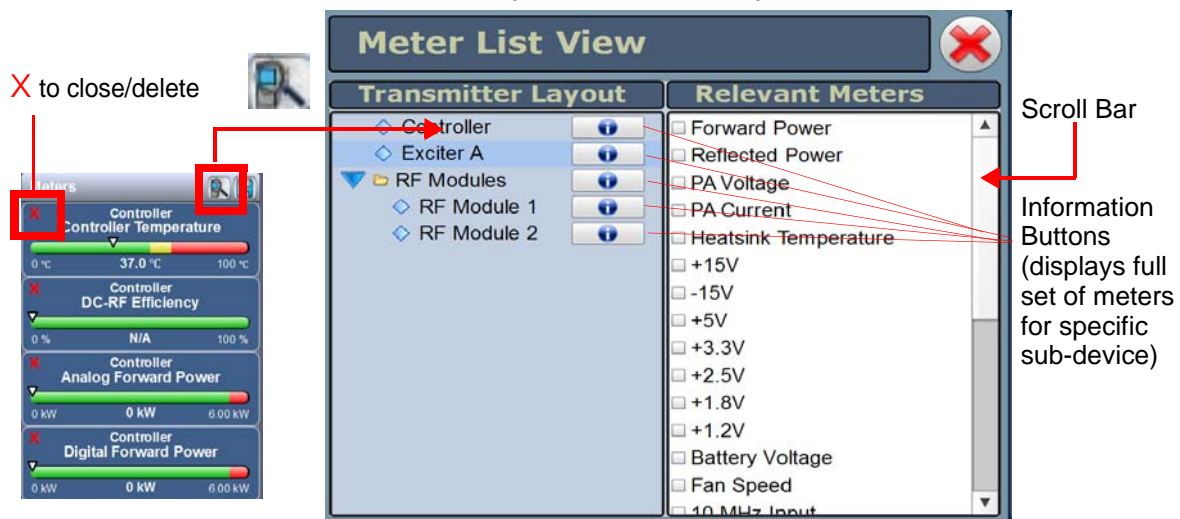 X to close/delete
Meters
Controller
Controller Temperature
0 °C 37.0 °C 100 °C
Controller
DC-RF Efficiency
0 % N/A 100 %
Controller
Analog Forward Power
0 kW 0 kW 6.00 kW
Controller
Digital Forward Power
0 kW 0 kW 6.00 kW
Meter List View
Transmitter Layout
Controller
Exciter A
RF Modules
RF Module 1
RF Module 2
Relevant Meters
Forward Power
Reflected Power
PA Voltage
PA Current
Heatsink Temperature
+15V
-15V
+5V
+3.3V
+2.5V
+1.8V
+1.2V
Battery Voltage
Fan Speed
10 MHz Input
Scroll Bar
Information
Buttons
(displays full
set of meters
for specific
sub-device)